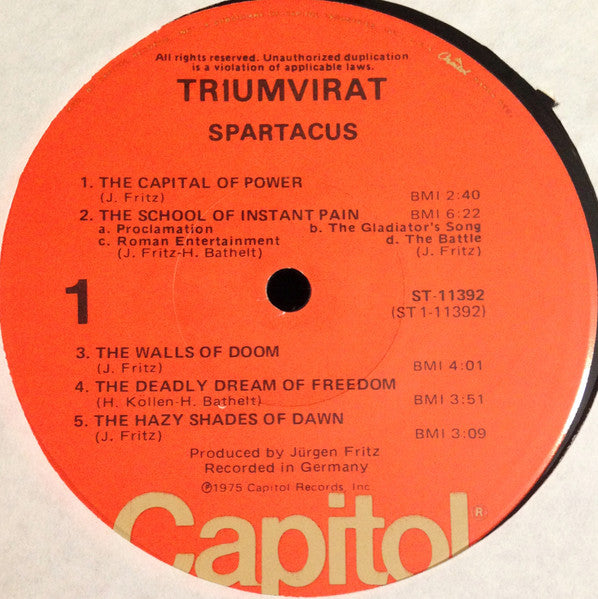 All rights reserved. Unauthorized duplication
is a violation of applicable laws.
Capitol
TRIUMVIRAT
SPARTACUS
1. THE CAPITAL OF POWER
(J. Fritz) BMI 2:40
2. THE SCHOOL OF INSTANT PAIN BMI 6:22
a. Proclamation b. The Gladiator's Song
c. Roman Entertainment d. The Battle
(J. Fritz-H. Bathelt) (J. Fritz)
1
ST-11392
(ST 1-11392)
3. THE WALLS OF DOOM
(J. Fritz) BMI 4:01
4. THE DEADLY DREAM OF FREEDOM
(H. Kollen-H. Bathelt) BMI 3:51
5. THE HAZY SHADES OF DAWN
(J. Fritz) BMI 3:09
Produced by Jürgen Fritz
Recorded in Germany
℗1975 Capitol Records, Inc.
Capitol®